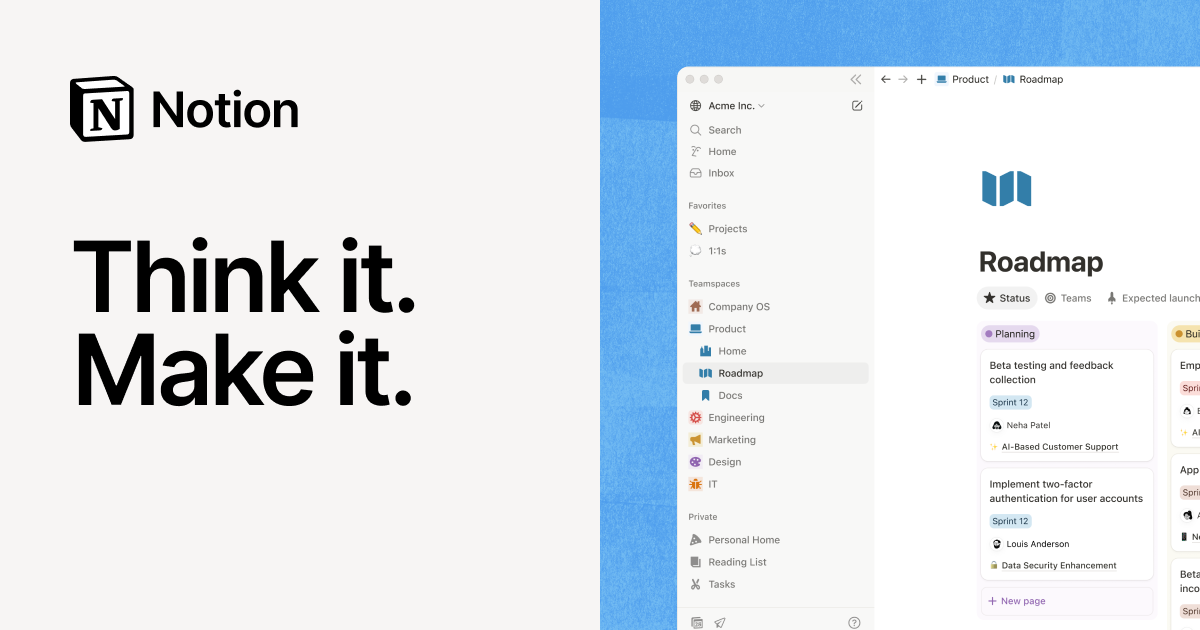 Notion
Think it.
Make it.
Acme Inc.
Search
Home
Inbox
Favorites
Projects
1:1s
Teamspaces
Company OS
Product
Home
Roadmap
Docs
Engineering
Marketing
Design
IT
Private
Personal Home
Reading List
Tasks
Product / Roadmap
Roadmap
Status Teams Expected launch
Planning
Beta testing and feedback
collection
Sprint 12
Neha Patel
AI-Based Customer Support
Implement two-factor
authentication for user accounts
Sprint 12
Louis Anderson
Data Security Enhancement
+ New page
Bui
Emp
Sprin
AI
App
Sprin
Ne
Beta
inco
Sprin